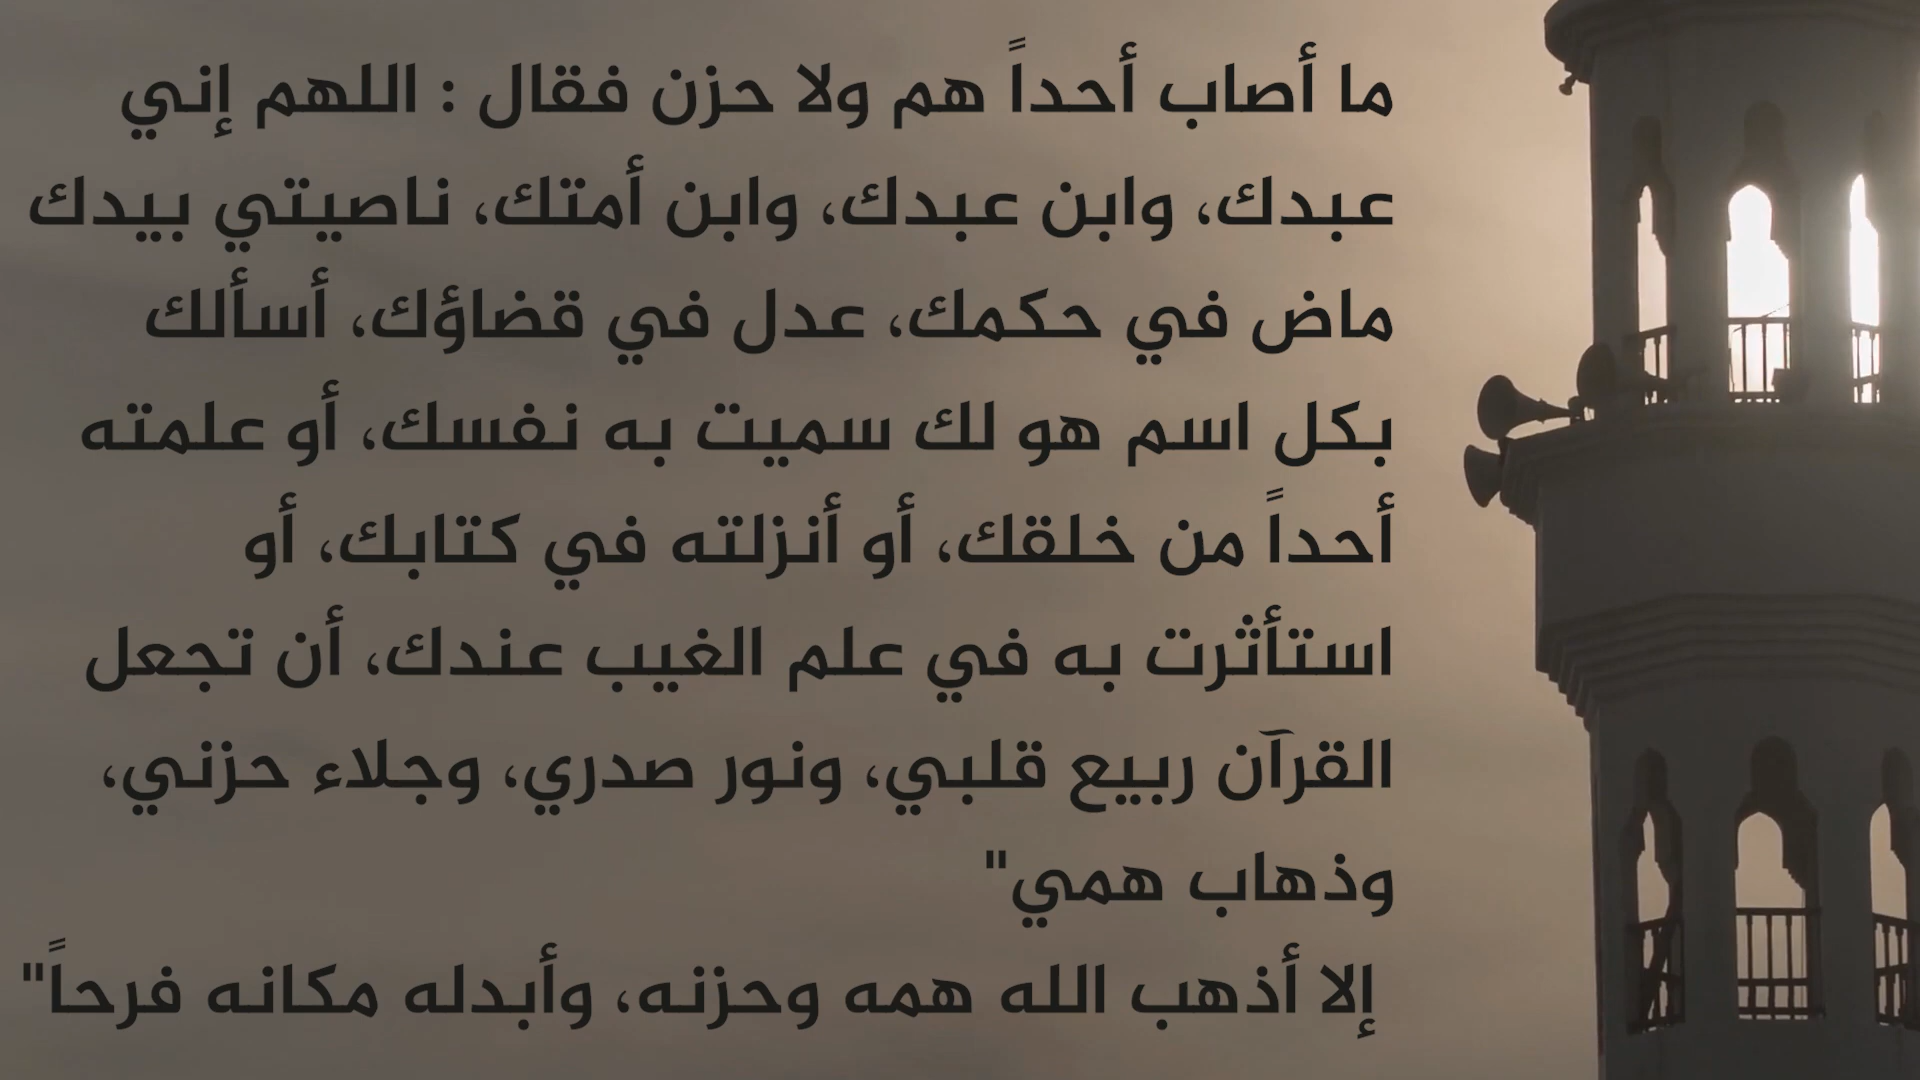 ما أصاب أحداً هم ولا حزن فقال : اللهم إني
عبدك، وابن عبدك، وابن أمتك، ناصيتي بيدك
ماض في حكمك، عدل في قضاؤك، أسألك
بكل اسم هو لك سميت به نفسك، أو علمته
أحداً من خلقك، أو أنزلته في كتابك، أو
استأثرت به في علم الغيب عندك، أن تجعل
القرآن ربيع قلبي، ونور صدري، وجلاء حزني،
وذهاب همي"
إلا أذهب الله همه وحزنه، وأبدله مكانه فرحاً"